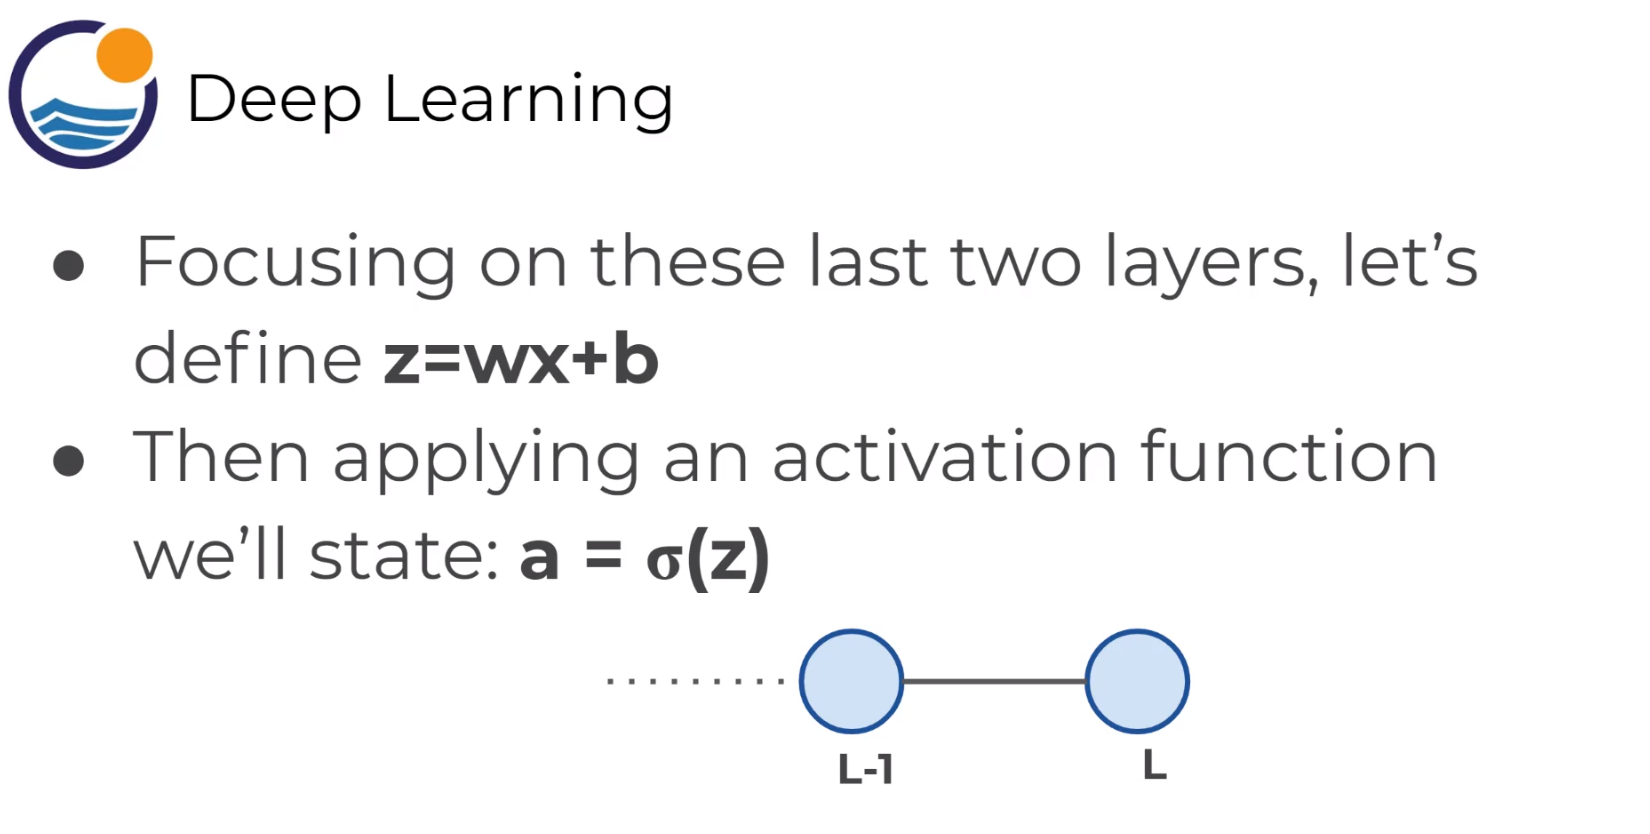 Deep Learning
● Focusing on these last two layers, let’s
define z=wx+b
● Then applying an activation function
we’ll state: a = σ(z)
L-1
L